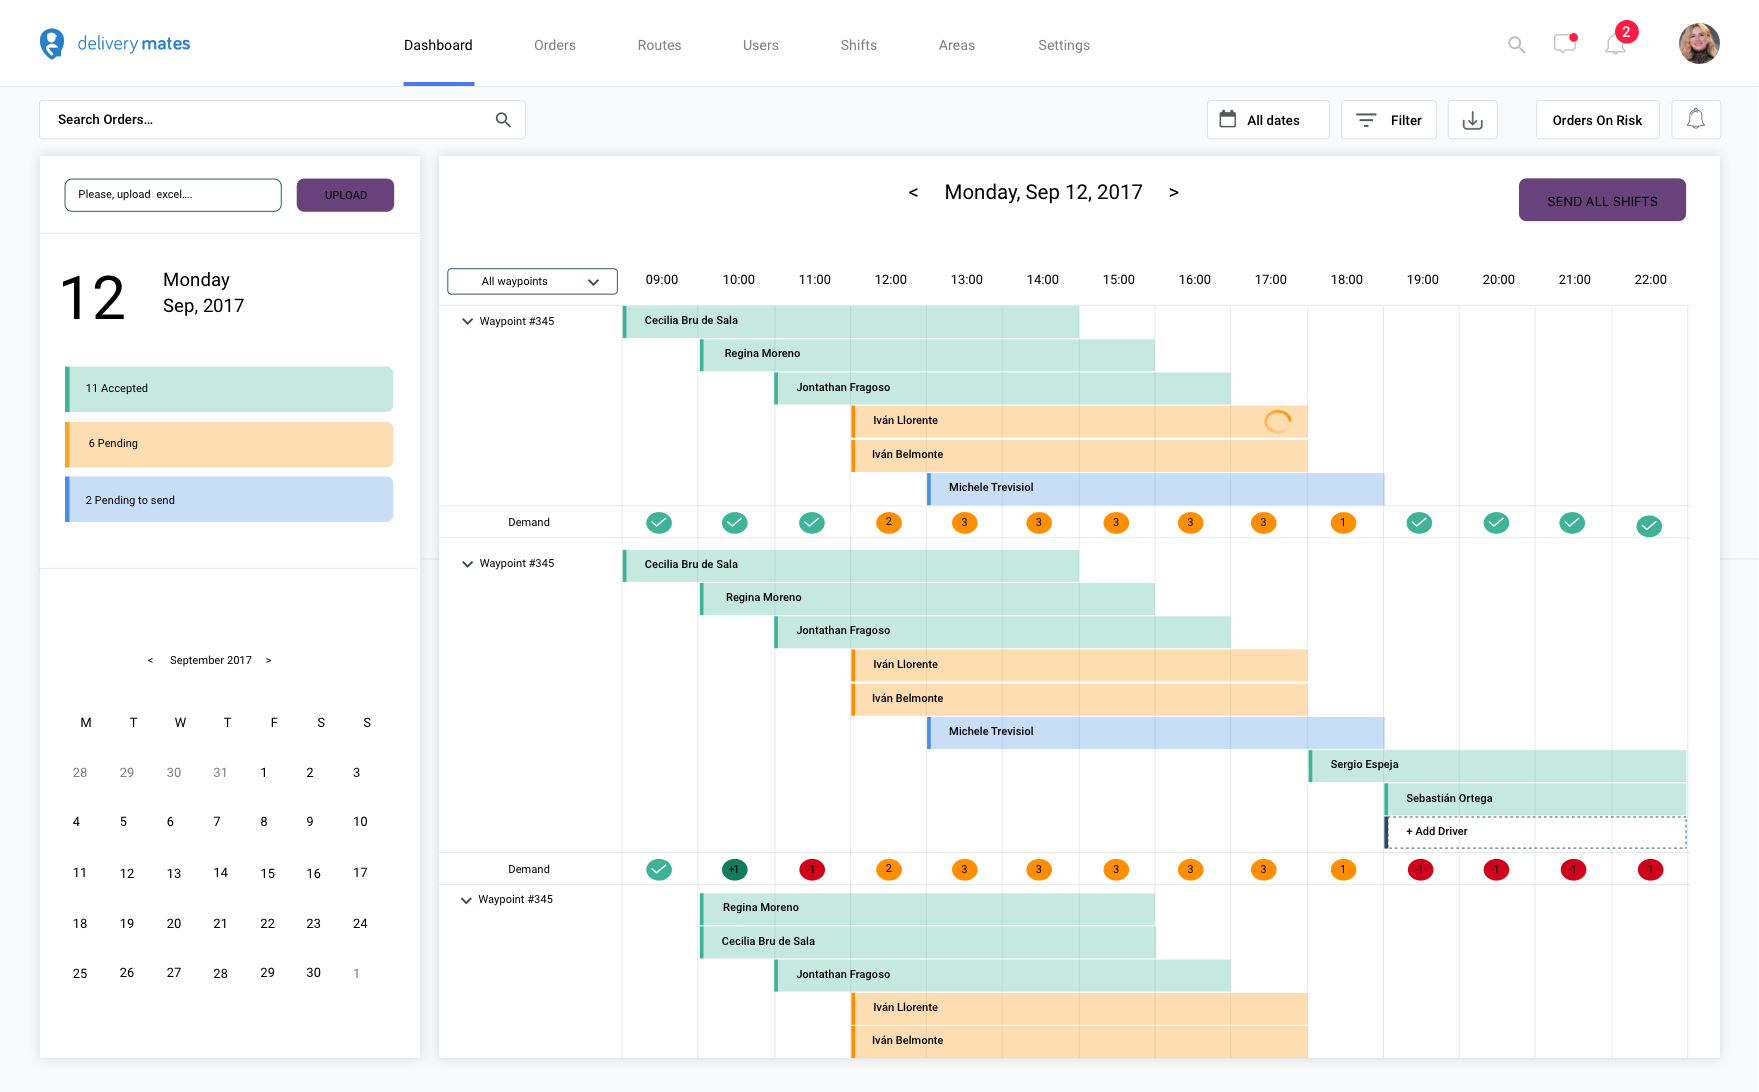 delivery mates
Dashboard Orders Routes Users Shifts Areas Settings
2
Search Orders...
All dates Filter Orders On Risk
Please, upload excel.... UPLOAD
< Monday, Sep 12, 2017 > SEND ALL SHIFTS
12 Monday
Sep, 2017
11 Accepted
6 Pending
2 Pending to send
< September 2017 >
M T W T F S S
28 29 30 31 1 2 3
4 5 6 7 8 9 10
11 12 13 14 15 16 17
18 19 20 21 22 23 24
25 26 27 28 29 30 1
All waypoints 09:00 10:00 11:00 12:00 13:00 14:00 15:00 16:00 17:00 18:00 19:00 20:00 21:00 22:00
Waypoint #345 Cecilia Bru de Sala
Regina Moreno
Jontathan Fragoso
Iván Llorente
Iván Belmonte
Michele Trevisiol
Demand 2 3 3 3 3 3 1
Waypoint #345 Cecilia Bru de Sala
Regina Moreno
Jontathan Fragoso
Iván Llorente
Iván Belmonte
Michele Trevisiol
Sergio Espeja
Sebastián Ortega
+ Add Driver
Demand +1 -1 2 3 3 3 3 3 1 -1 -1 -1 -1
Waypoint #345 Regina Moreno
Cecilia Bru de Sala
Jontathan Fragoso
Iván Llorente
Iván Belmonte